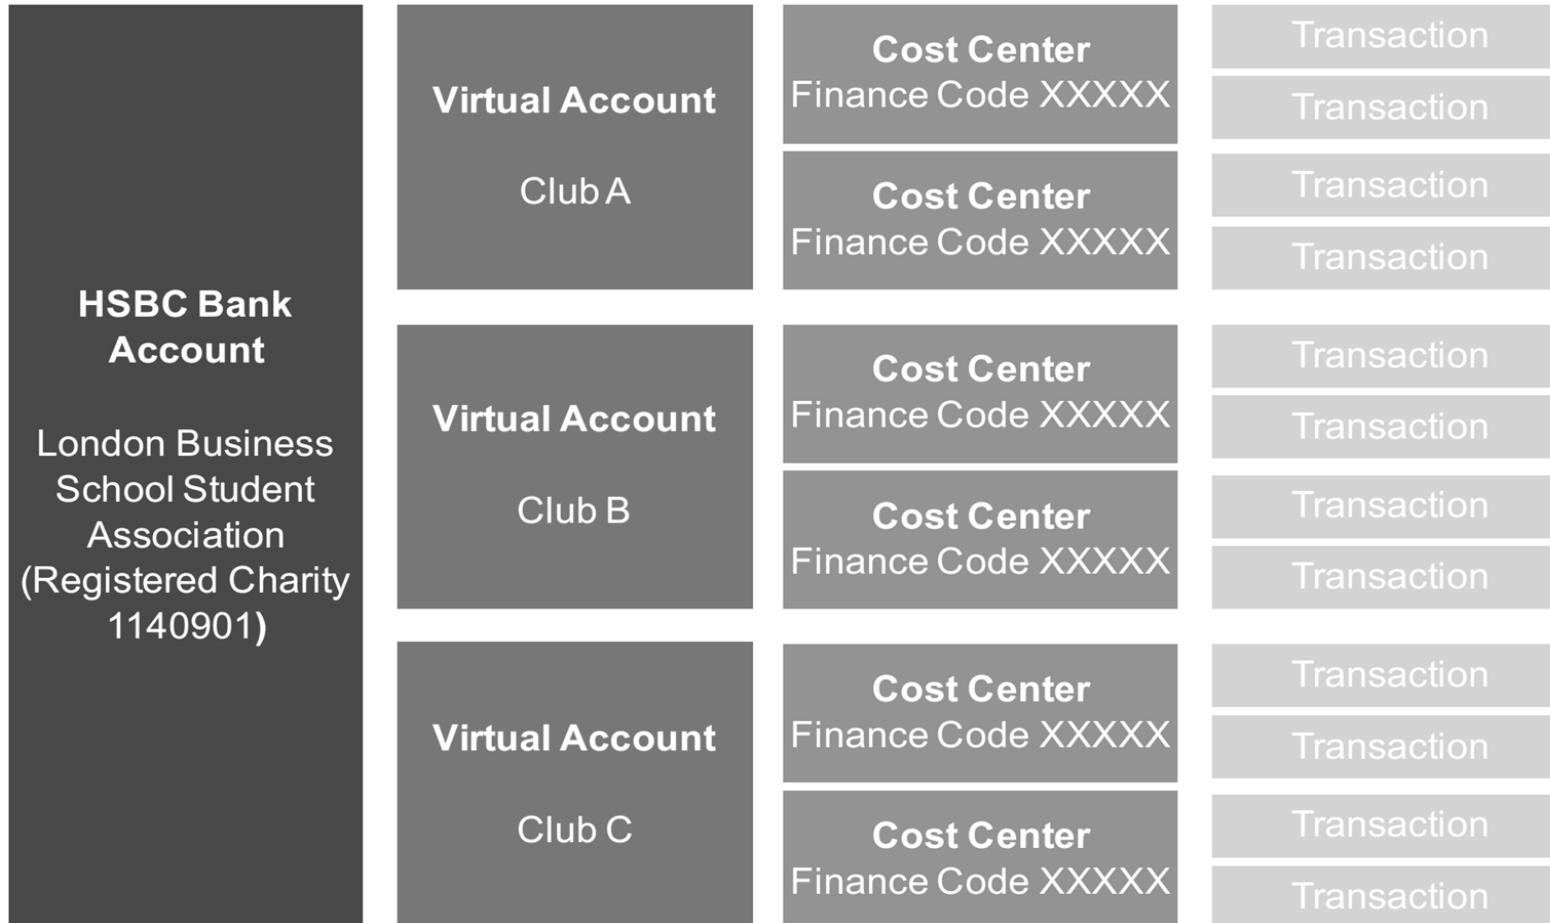 HSBC Bank
Account
London Business
School Student
Association
(Registered Charity
1140901)
Virtual Account
Club A
Cost Center
Finance Code XXXXX
Cost Center
Finance Code XXXXX
Transaction
Transaction
Transaction
Transaction
Virtual Account
Club B
Cost Center
Finance Code XXXXX
Cost Center
Finance Code XXXXX
Transaction
Transaction
Transaction
Transaction
Virtual Account
Club C
Cost Center
Finance Code XXXXX
Cost Center
Finance Code XXXXX
Transaction
Transaction
Transaction
Transaction